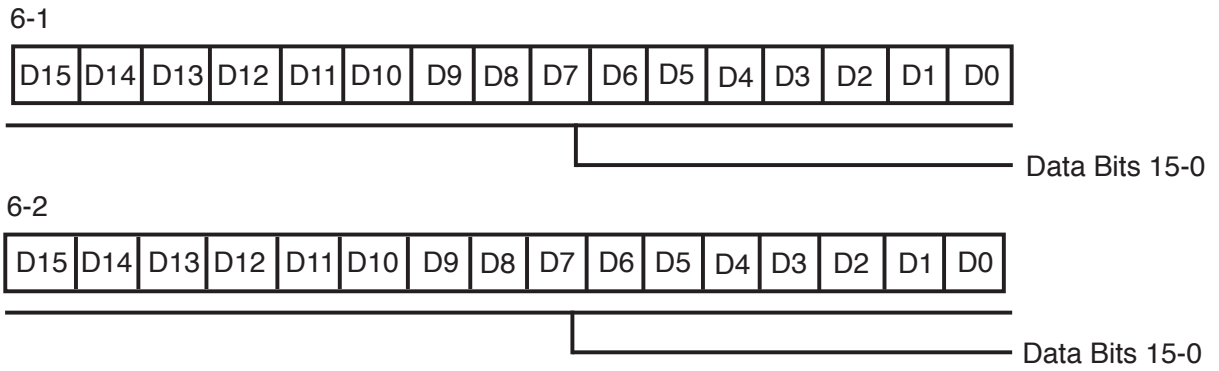 6-1
D15 D14 D13 D12 D11 D10 D9 D8 D7 D6 D5 D4 D3 D2 D1 D0
Data Bits 15-0
6-2
D15 D14 D13 D12 D11 D10 D9 D8 D7 D6 D5 D4 D3 D2 D1 D0
Data Bits 15-0